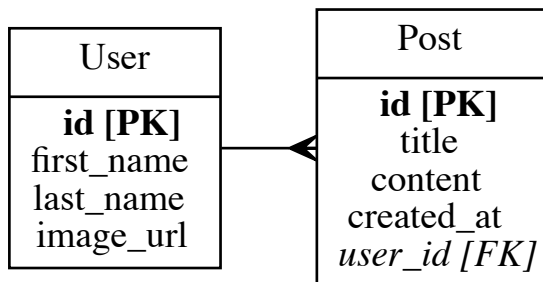 User
id [PK]
first_name
last_name
image_url
Post
id [PK]
title
content
created_at
user_id [FK]